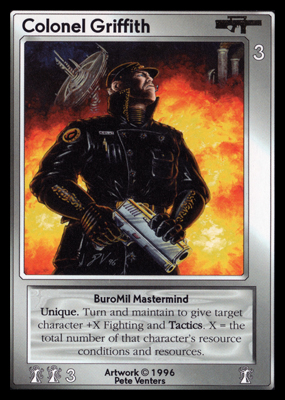 Colonel Griffith
3
BuroMil Mastermind
Unique. Turn and maintain to give target
character +X Fighting and Tactics. X = the
total number of that character's resource
conditions and resources.
3
Artwork © 1996
Pete Venters